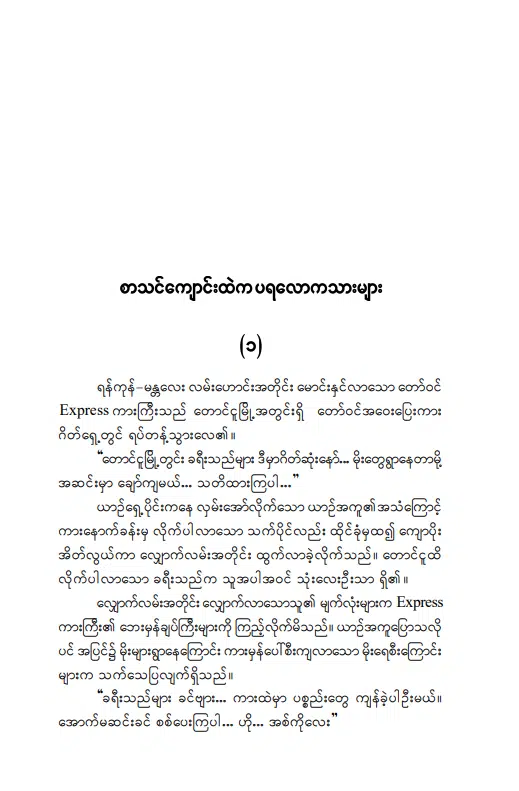 စာသင်ကျောင်းထဲက ပရလောကသားများ
(၁)
ရန်ကုန်-မန္တလေး လမ်းဟောင်းအတိုင်း မောင်းနှင်လာသော တော်ဝင်
Express ကားကြီးသည် တောင်ငူမြို့အတွင်းရှိ တော်ဝင်အဝေးပြေးကား
ဂိတ်ရှေ့တွင် ရပ်တန့်သွားလေ၏။
“တောင်ငူမြို့တွင်း ခရီးသည်များ ဒီမှာဂိတ်ဆုံးနော်... မိုးတွေရွာနေတာမို့
အဆင်းမှာ ချော်ကျမယ်... သတိထားကြပါ...”
ယာဉ်ရှေ့ပိုင်းကနေ လှမ်းအော်လိုက်သော ယာဉ်အကူ၏အသံကြောင့်
ကားနောက်ခန်းမှ လိုက်ပါလာသော သက်ပိုင်လည်း ထိုင်ခုံမှထ၍ ကျောပိုး
အိတ်လွယ်ကာ လျှောက်လမ်းအတိုင်း ထွက်လာခဲ့လိုက်သည်။ တောင်ငူထိ
လိုက်ပါလာသော ခရီးသည်က သူအပါအဝင် သုံးလေးဦးသာ ရှိ၏။
လျှောက်လမ်းအတိုင်း လျှောက်လာသောသူ၏ မျက်လုံးများက Express
ကားကြီး၏ ဘေးမှန်ချပ်ကြီးများကို ကြည့်လိုက်မိသည်။ ယာဉ်အကူပြောသလို
ပင် အပြင်၌ မိုးများရွာနေကြောင်း ကားမှန်ပေါ်စီးကျလာသော မိုးရေစီးကြောင်း
များက သက်သေပြလျက်ရှိသည်။
“ခရီးသည်များ ခင်ဗျား... ကားထဲမှာ ပစ္စည်းတွေ ကျန်ခဲ့ပါဦးမယ်။
အောက်မဆင်းခင် စစ်ပေးကြပါ... ဟို... အစ်ကိုလေး”